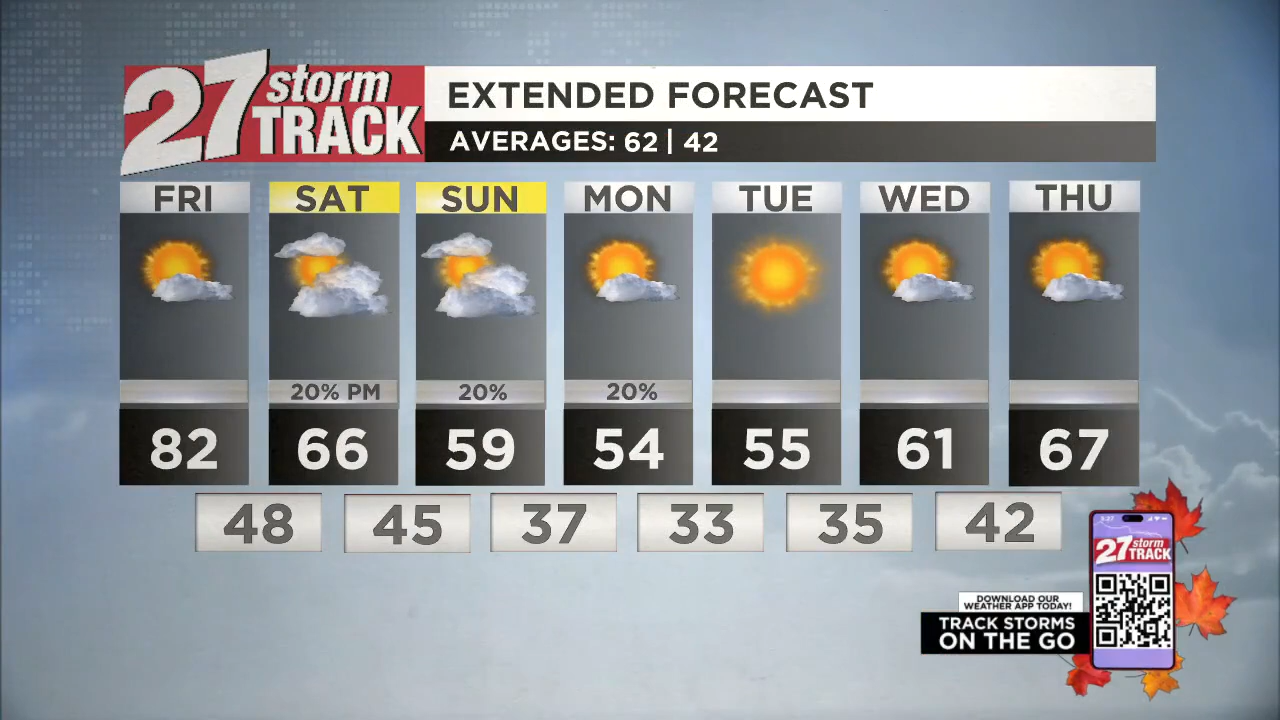 27 storm
TRACK
EXTENDED FORECAST
AVERAGES: 62 | 42
FRI SAT SUN MON TUE WED THU
20% PM 20% 20%
82 66 59 54 55 61 67
48 45 37 33 35 42
27 storm
TRACK
DOWNLOAD OUR
WEATHER APP TODAY!
TRACK STORMS
ON THE GO